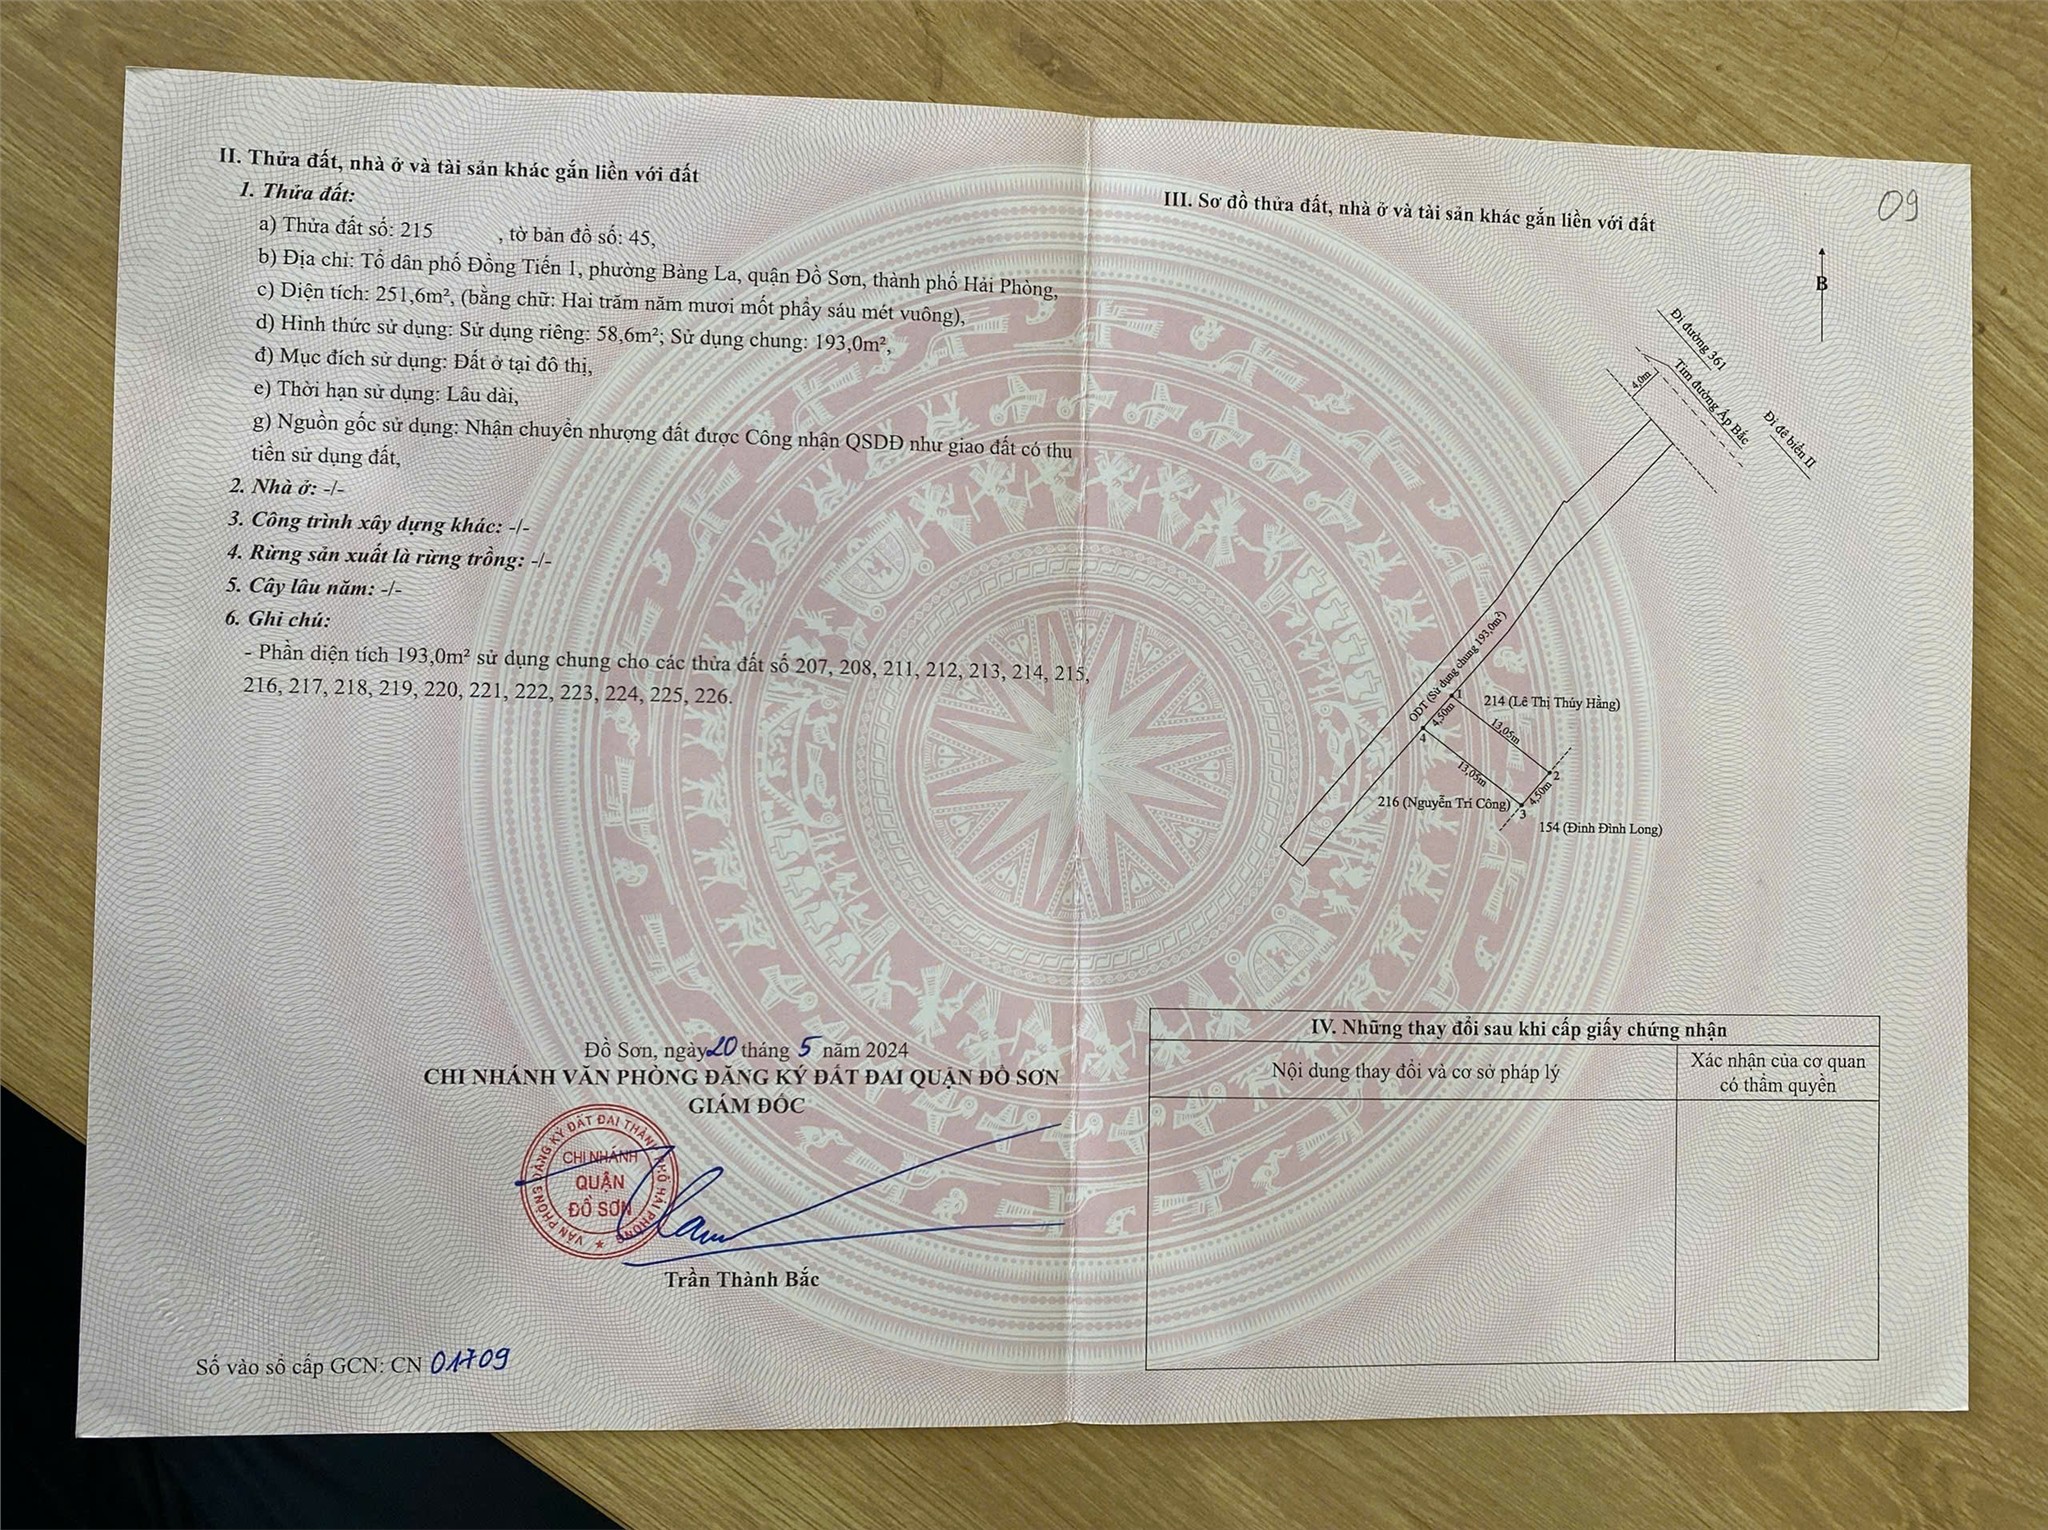 II. Thửa đất, nhà ở và tài sản khác gắn liền với đất
1. Thửa đất:
a) Thửa đất số: 215 , tờ bản đồ số: 45,
b) Địa chỉ: Tổ dân phố Đồng Tiến 1, phường Bàng La, quận Đồ Sơn, thành phố Hải Phòng,
c) Diện tích: 251,6m², (bằng chữ: Hai trăm năm mươi mốt phẩy sáu mét vuông),
d) Hình thức sử dụng: Sử dụng riêng: 58,6m²; Sử dụng chung: 193,0m²,
đ) Mục đích sử dụng: Đất ở tại đô thị,
e) Thời hạn sử dụng: Lâu dài,
g) Nguồn gốc sử dụng: Nhận chuyển nhượng đất được Công nhận QSDĐ như giao đất có thu
tiền sử dụng đất,
2. Nhà ở: -/-
3. Công trình xây dựng khác: -/-
4. Rừng sản xuất là rừng trồng: -/-
5. Cây lâu năm: -/-
6. Ghi chú:
- Phần diện tích 193,0m² sử dụng chung cho các thửa đất số 207, 208, 211, 212, 213, 214, 215,
216, 217, 218, 219, 220, 221, 222, 223, 224, 225, 226.
Đồ Sơn, ngày 20 tháng 5 năm 2024
CHI NHÁNH VĂN PHÒNG ĐĂNG KÝ ĐẤT ĐAI QUẬN ĐỒ SƠN
GIÁM ĐỐC
VĂN PHÒNG ĐĂNG KÝ ĐẤT ĐAI THÀNH PHỐ HẢI PHÒNG
CHI NHÁNH
QUẬN
ĐỒ SƠN
Trần Thành Bắc
Số vào sổ cấp GCN: CN 01709
III. Sơ đồ thửa đất, nhà ở và tài sản khác gắn liền với đất
09
B
Đi đường 361
4,0m
Tim đường Ấp Bắc
Đi đê biển II
ODT (Sử dụng chung 193,0m²)
1
4,50m
4
214 (Lê Thị Thúy Hằng)
13,05m
2
13,05m
4,50m
216 (Nguyễn Trí Công)
3
154 (Đinh Đình Long)
IV. Những thay đổi sau khi cấp giấy chứng nhận
Nội dung thay đổi và cơ sở pháp lý
Xác nhận của cơ quan
có thẩm quyền